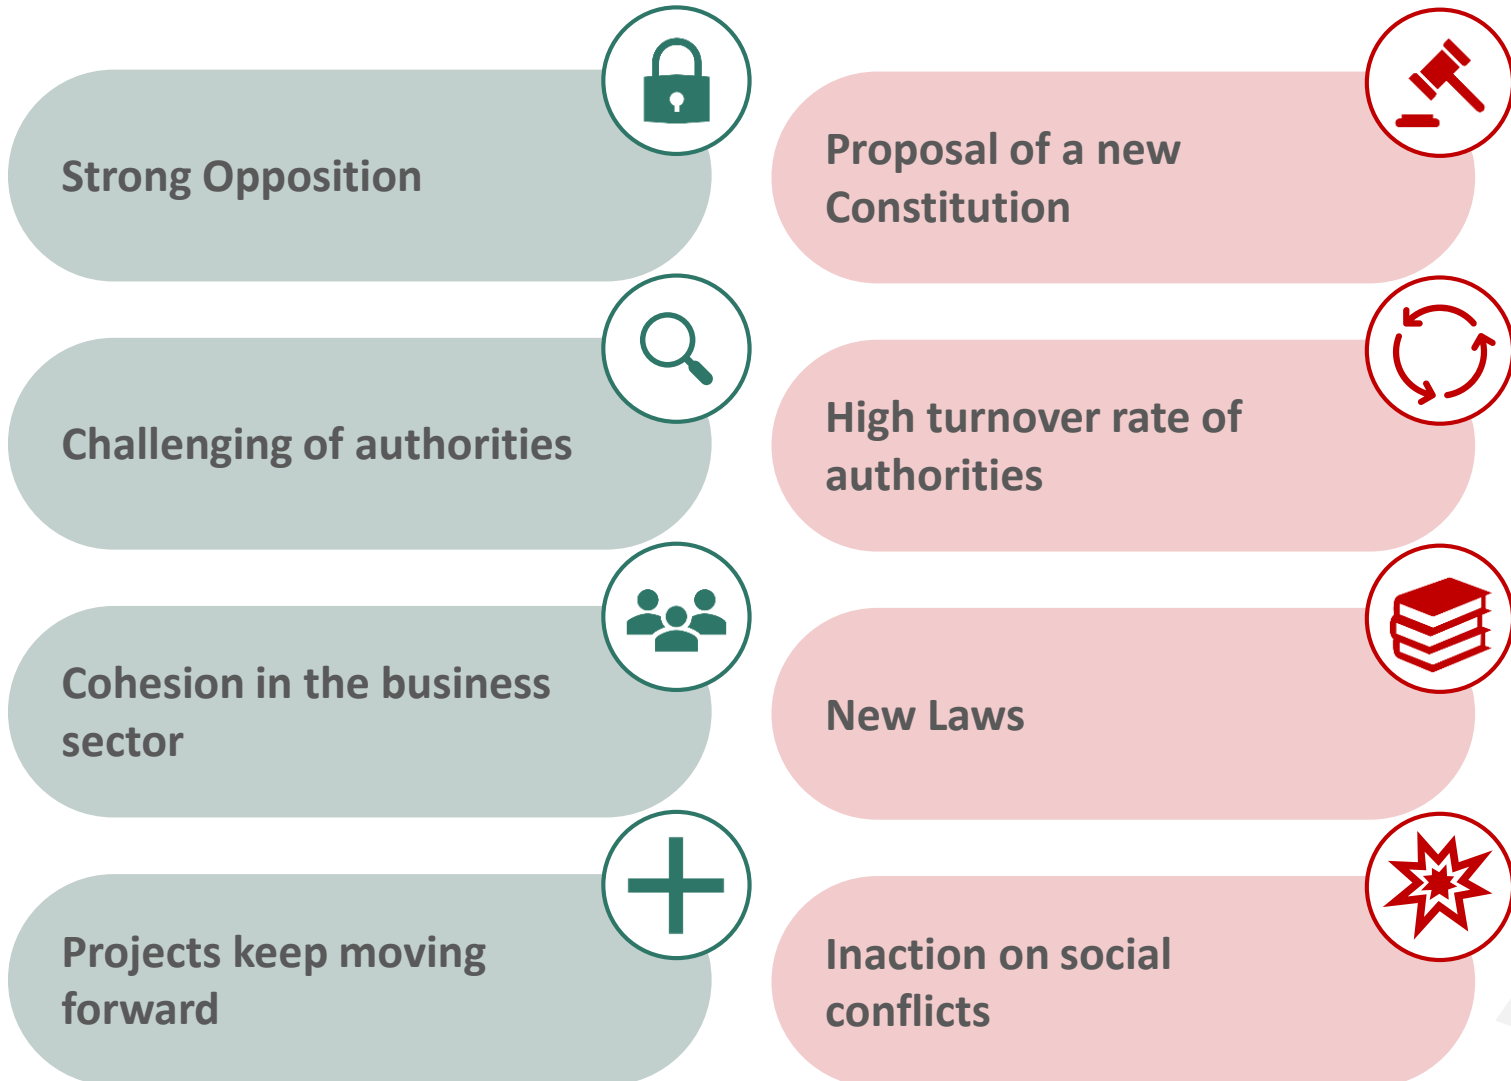 Strong Opposition
Challenging of authorities
Cohesion in the business
sector
Projects keep moving
forward
Proposal of a new
Constitution
High turnover rate of
authorities
New Laws
Inaction on social
conflicts